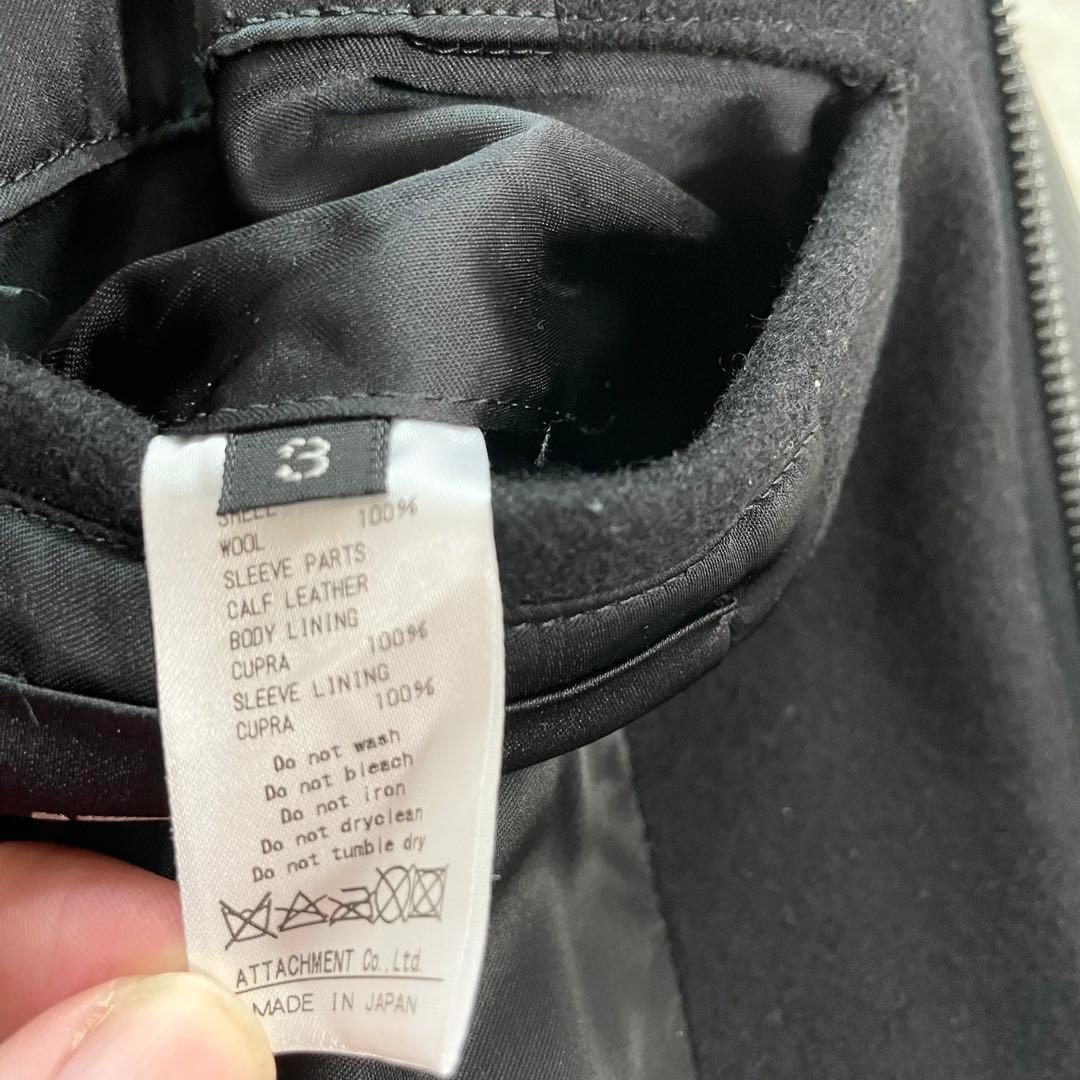 3
SHELL
100%
WOOL
SLEEVE PARTS
CALF LEATHER
BODY LINING
CUPRA 100%
SLEEVE LINING
CUPRA 100%
Do not wash
Do not bleach
Do not iron
Do not dryclean
Do not tumble dry
ATTACHMENT Co.,Ltd.
MADE IN JAPAN